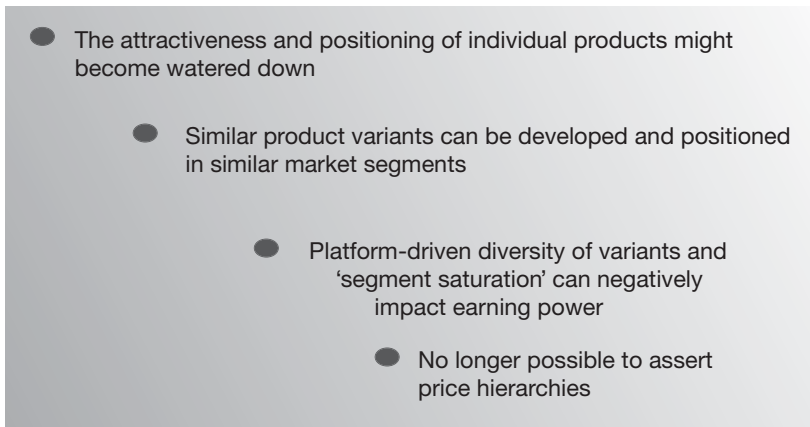 The attractiveness and positioning of individual products might
become watered down
Similar product variants can be developed and positioned
in similar market segments
Platform-driven diversity of variants and
‘segment saturation’ can negatively
impact earning power
No longer possible to assert
price hierarchies